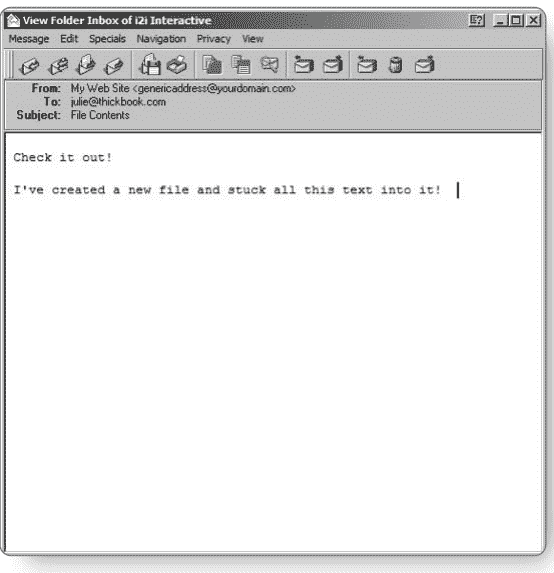 View Folder Inbox of i2i Interactive
Message Edit Specials Navigation Privacy View
From: My Web Site <genericaddress@yourdomain.com>
To: julie@thickbook.com
Subject: File Contents
Check it out!
I've created a new file and stuck all this text into it!